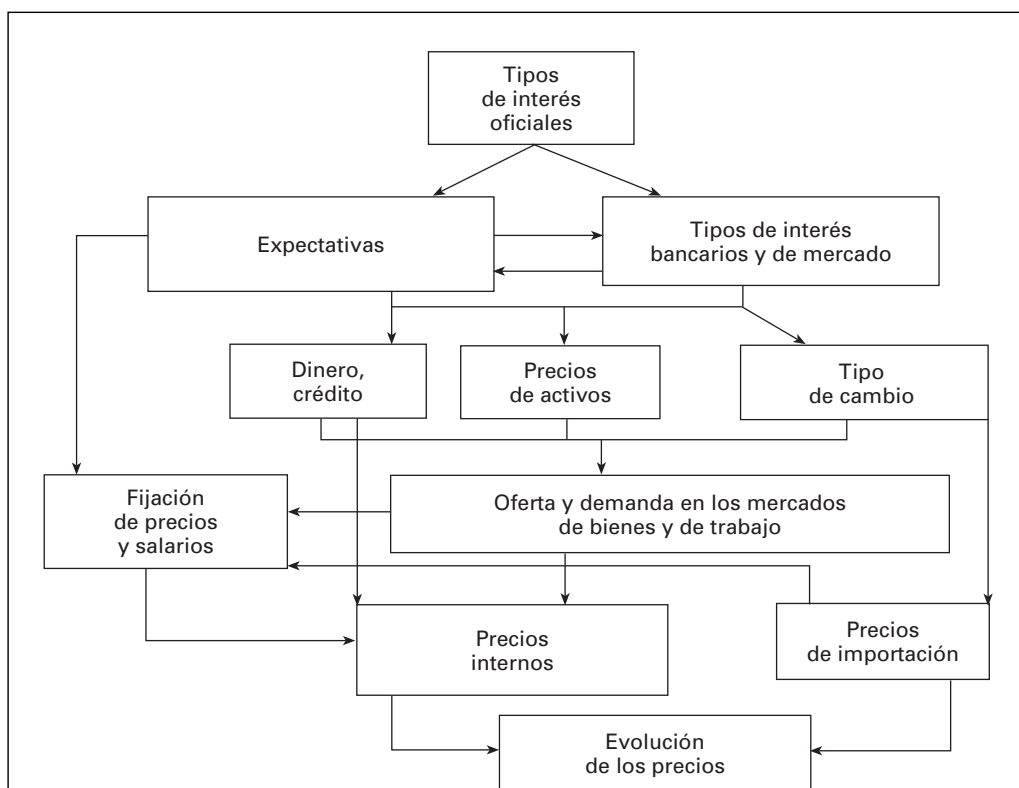 Tipos
de interés
oficiales
Expectativas
Tipos de interés
bancarios y de mercado
Dinero,
crédito
Precios
de activos
Tipo
de cambio
Fijación
de precios
y salarios
Oferta y demanda en los mercados
de bienes y de trabajo
Precios
internos
Precios
de importación
Evolución
de los precios